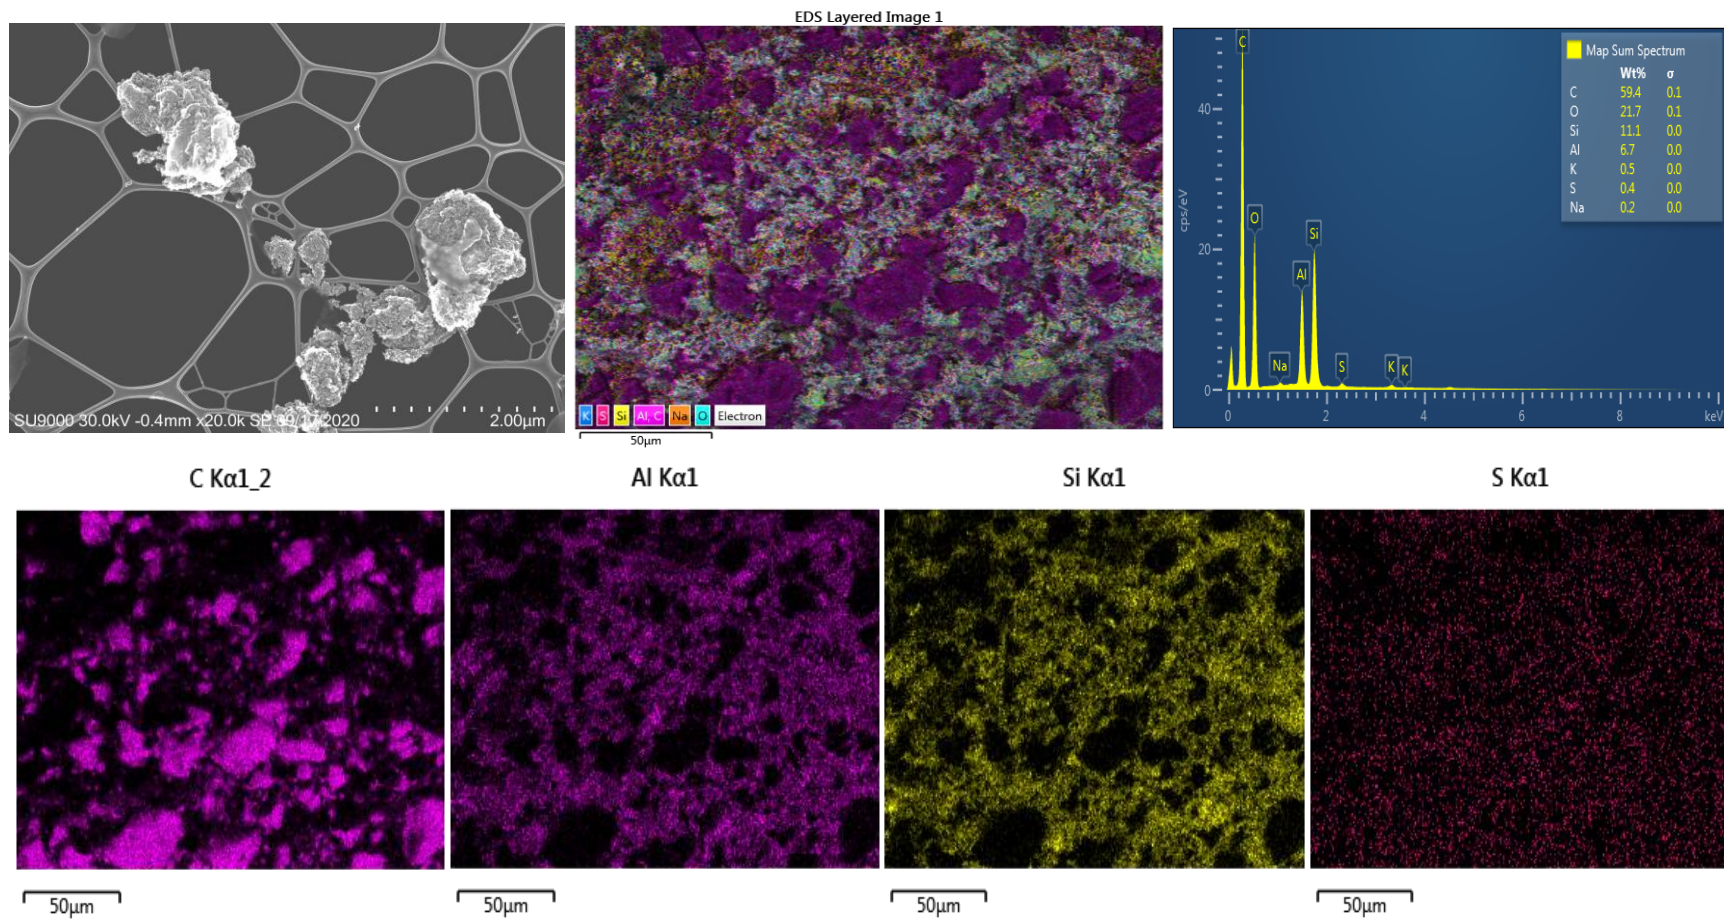 EDS Layered Image 1
SU9000 30.0kV -0.4mm x20.0k SE 09/17/2020 2.00µm
K S Si Al, C Na O Electron
50µm
Map Sum Spectrum
Wt% σ
C 59.4 0.1
O 21.7 0.1
Si 11.1 0.0
Al 6.7 0.0
K 0.5 0.0
S 0.4 0.0
Na 0.2 0.0
C
O
Si
Al
Na
S
K
K
cps/eV
40
20
0
0 2 4 6 8 keV
C Kα1_2
Al Kα1
Si Kα1
S Kα1
50µm
50µm
50µm
50µm